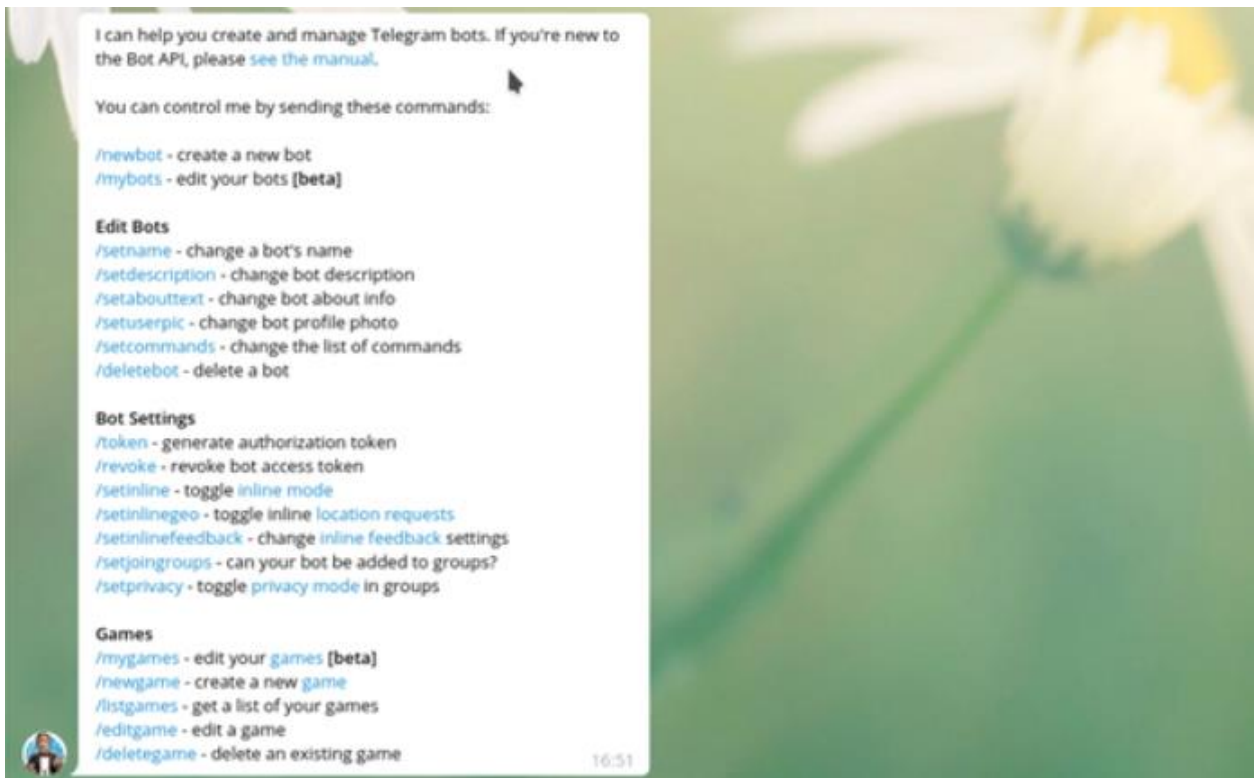 I can help you create and manage Telegram bots. If you're new to
the Bot API, please see the manual.
You can control me by sending these commands:
/newbot - create a new bot
/mybots - edit your bots [beta]
Edit Bots
/setname - change a bot's name
/setdescription - change bot description
/setabouttext - change bot about info
/setuserpic - change bot profile photo
/setcommands - change the list of commands
/deletebot - delete a bot
Bot Settings
/token - generate authorization token
/revoke - revoke bot access token
/setinline - toggle inline mode
/setinlinegeo - toggle inline location requests
/setinlinefeedback - change inline feedback settings
/setjoingroups - can your bot be added to groups?
/setprivacy - toggle privacy mode in groups
Games
/mygames - edit your games [beta]
/newgame - create a new game
/listgames - get a list of your games
/editgame - edit a game
/deletegame - delete an existing game
16:51